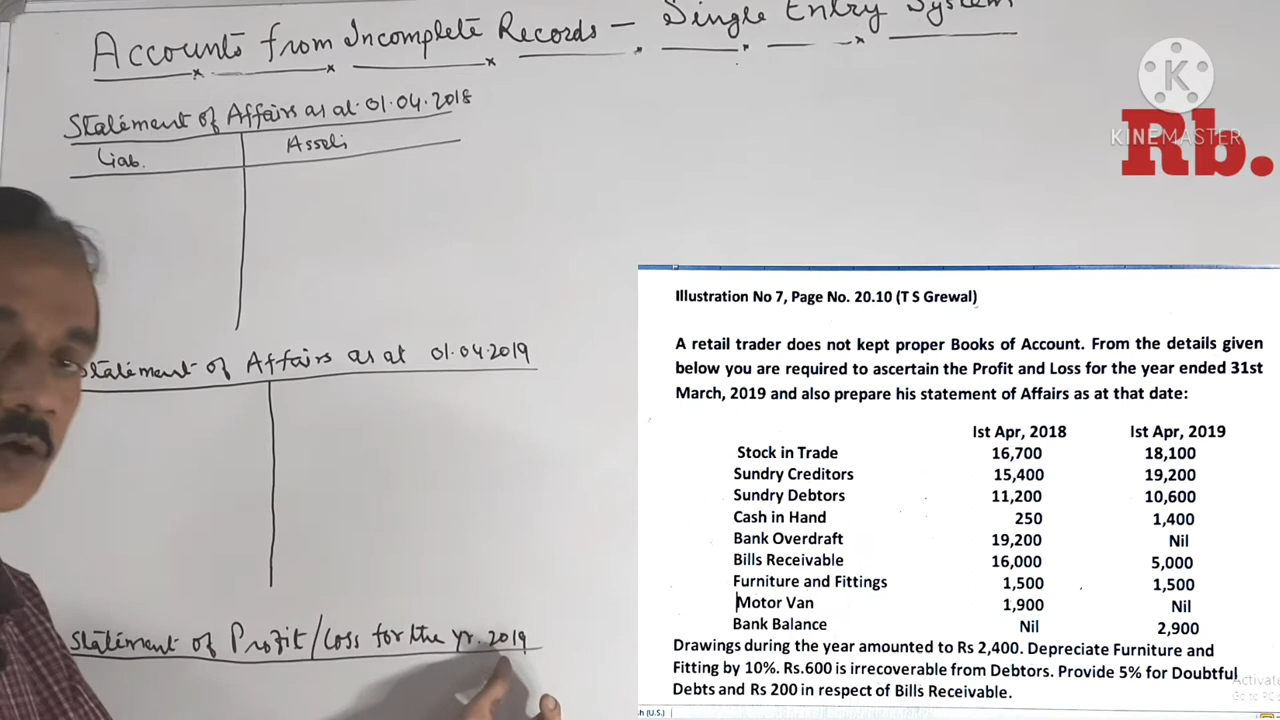 Accounts from Incomplete Records — Single Entry System
Statement of Affairs as at 01.04.2018
Liab. Assets
Statement of Affairs as at 01.04.2019
Statement of Profit/Loss for the yr. 2019
K
KINEMASTER
Rb.
Illustration No 7, Page No. 20.10 (T S Grewal)
A retail trader does not kept proper Books of Account. From the details given
below you are required to ascertain the Profit and Loss for the year ended 31st
March, 2019 and also prepare his statement of Affairs as at that date:
Ist Apr, 2018 Ist Apr, 2019
Stock in Trade 16,700 18,100
Sundry Creditors 15,400 19,200
Sundry Debtors 11,200 10,600
Cash in Hand 250 1,400
Bank Overdraft 19,200 Nil
Bills Receivable 16,000 5,000
Furniture and Fittings 1,500 1,500
Motor Van 1,900 Nil
Bank Balance Nil 2,900
Drawings during the year amounted to Rs 2,400. Depreciate Furniture and
Fitting by 10%. Rs.600 is irrecoverable from Debtors. Provide 5% for Doubtful
Debts and Rs 200 in respect of Bills Receivable.
Activate
Go to PC
h (U.S.)